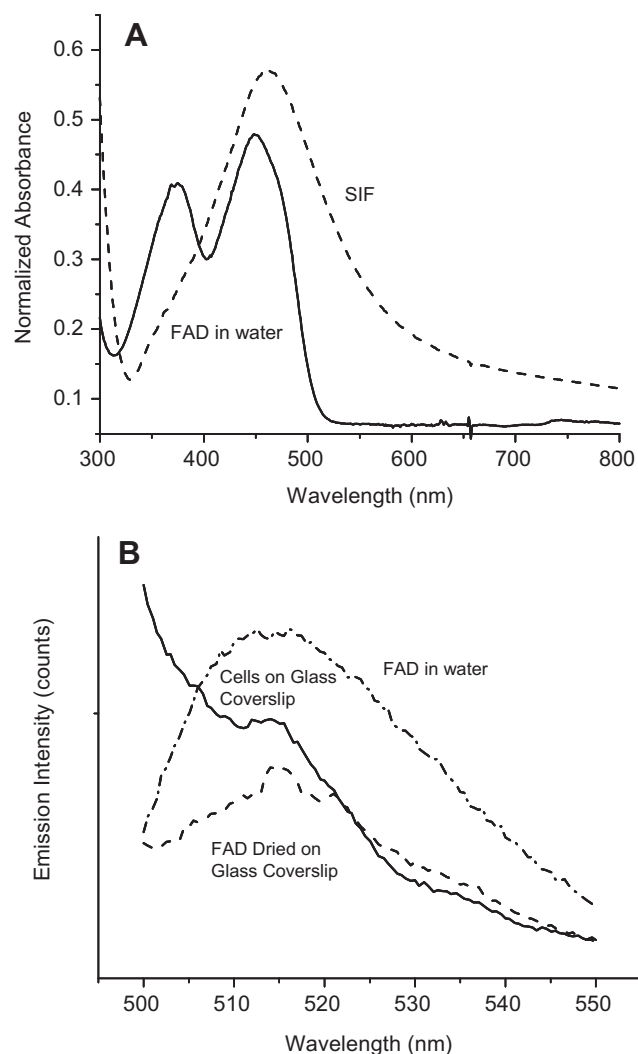 A
Normalized Absorbance
0.6
0.5
0.4
0.3
0.2
0.1
SIF
FAD in water
300 400 500 600 700 800
Wavelength (nm)
B
Emission Intensity (counts)
Cells on Glass
Coverslip
FAD in water
FAD Dried on
Glass Coverslip
500 510 520 530 540 550
Wavelength (nm)